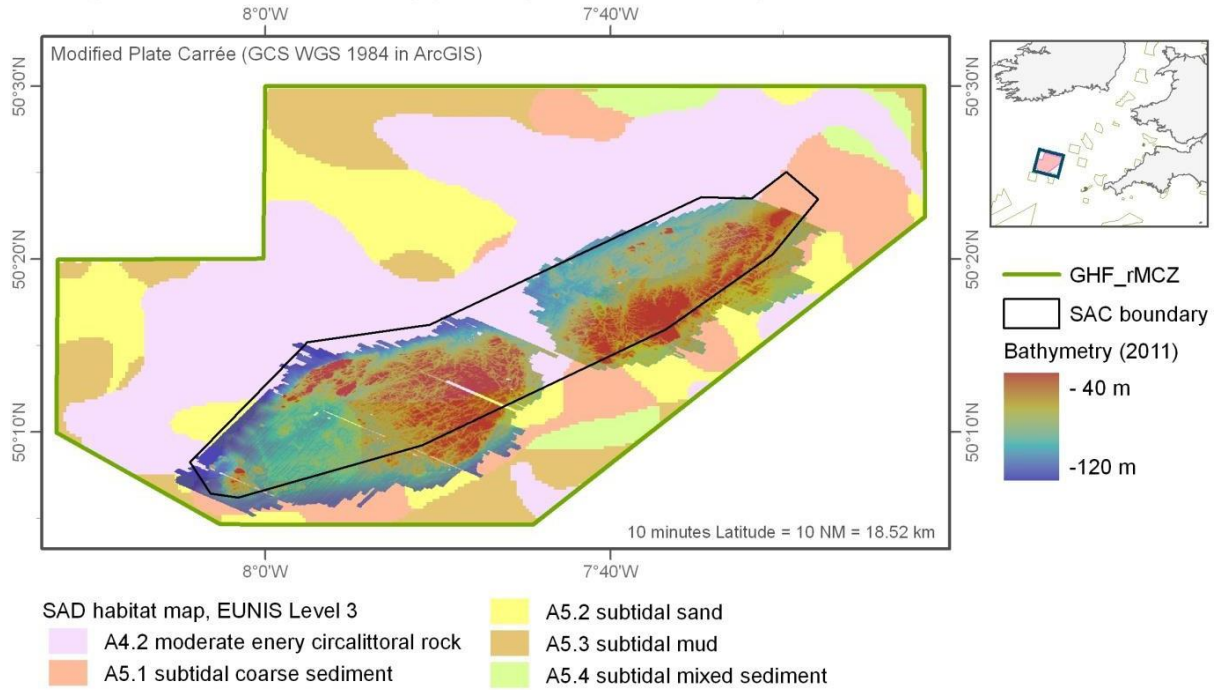 8°0'W 7°40'W
Modified Plate Carrée (GCS WGS 1984 in ArcGIS)
50°30'N 50°30'N
50°20'N 50°20'N
50°10'N 50°10'N
10 minutes Latitude = 10 NM = 18.52 km
8°0'W 7°40'W
GHF_rMCZ
SAC boundary
Bathymetry (2011)
- 40 m
-120 m
SAD habitat map, EUNIS Level 3
A4.2 moderate enery circalittoral rock
A5.1 subtidal coarse sediment
A5.2 subtidal sand
A5.3 subtidal mud
A5.4 subtidal mixed sediment